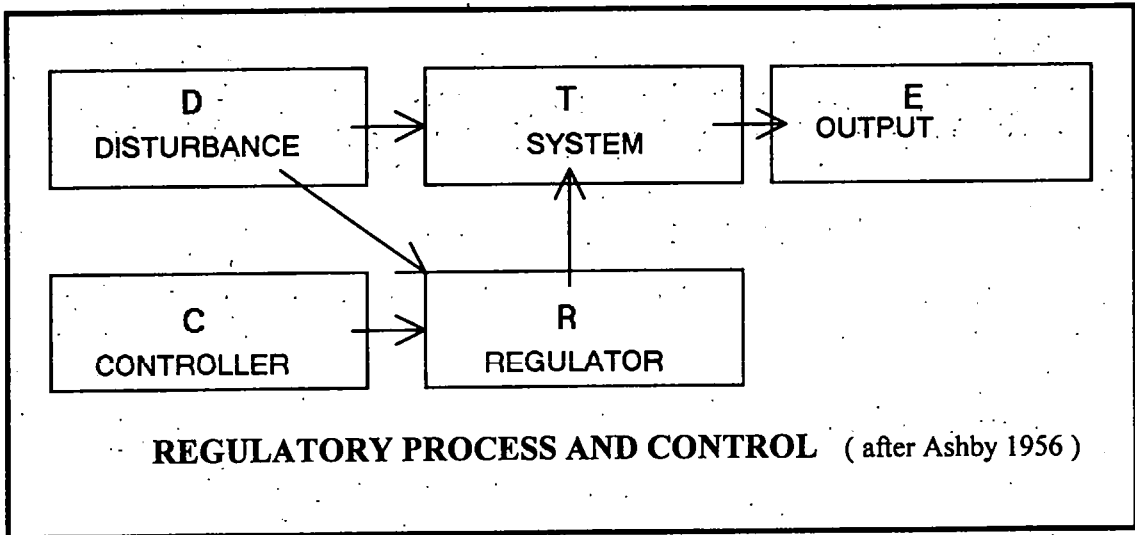 D
DISTURBANCE
T
SYSTEM
E
OUTPUT
C
CONTROLLER
R
REGULATOR
REGULATORY PROCESS AND CONTROL ( after Ashby 1956 )